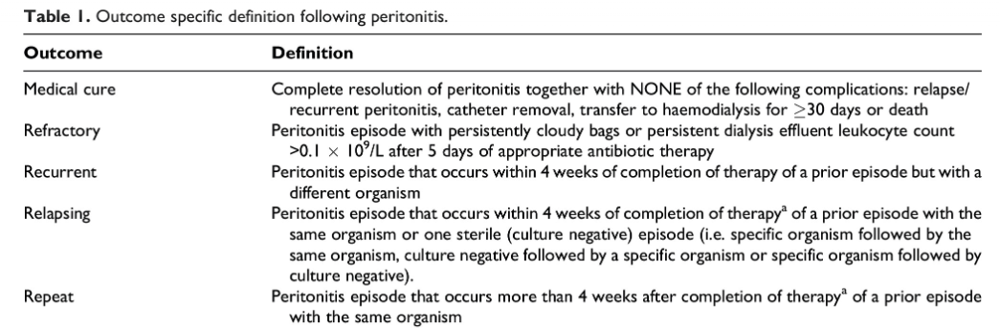 Table 1. Outcome specific definition following peritonitis.
Outcome Definition
Medical cure Complete resolution of peritonitis together with NONE of the following complications: relapse/
recurrent peritonitis, catheter removal, transfer to haemodialysis for ≥30 days or death
Refractory Peritonitis episode with persistently cloudy bags or persistent dialysis effluent leukocyte count
>0.1 × 10⁹/L after 5 days of appropriate antibiotic therapy
Recurrent Peritonitis episode that occurs within 4 weeks of completion of therapy of a prior episode but with a
different organism
Relapsing Peritonitis episode that occurs within 4 weeks of completion of therapyᵃ of a prior episode with the
same organism or one sterile (culture negative) episode (i.e. specific organism followed by the
same organism, culture negative followed by a specific organism or specific organism followed by
culture negative).
Repeat Peritonitis episode that occurs more than 4 weeks after completion of therapyᵃ of a prior episode
with the same organism